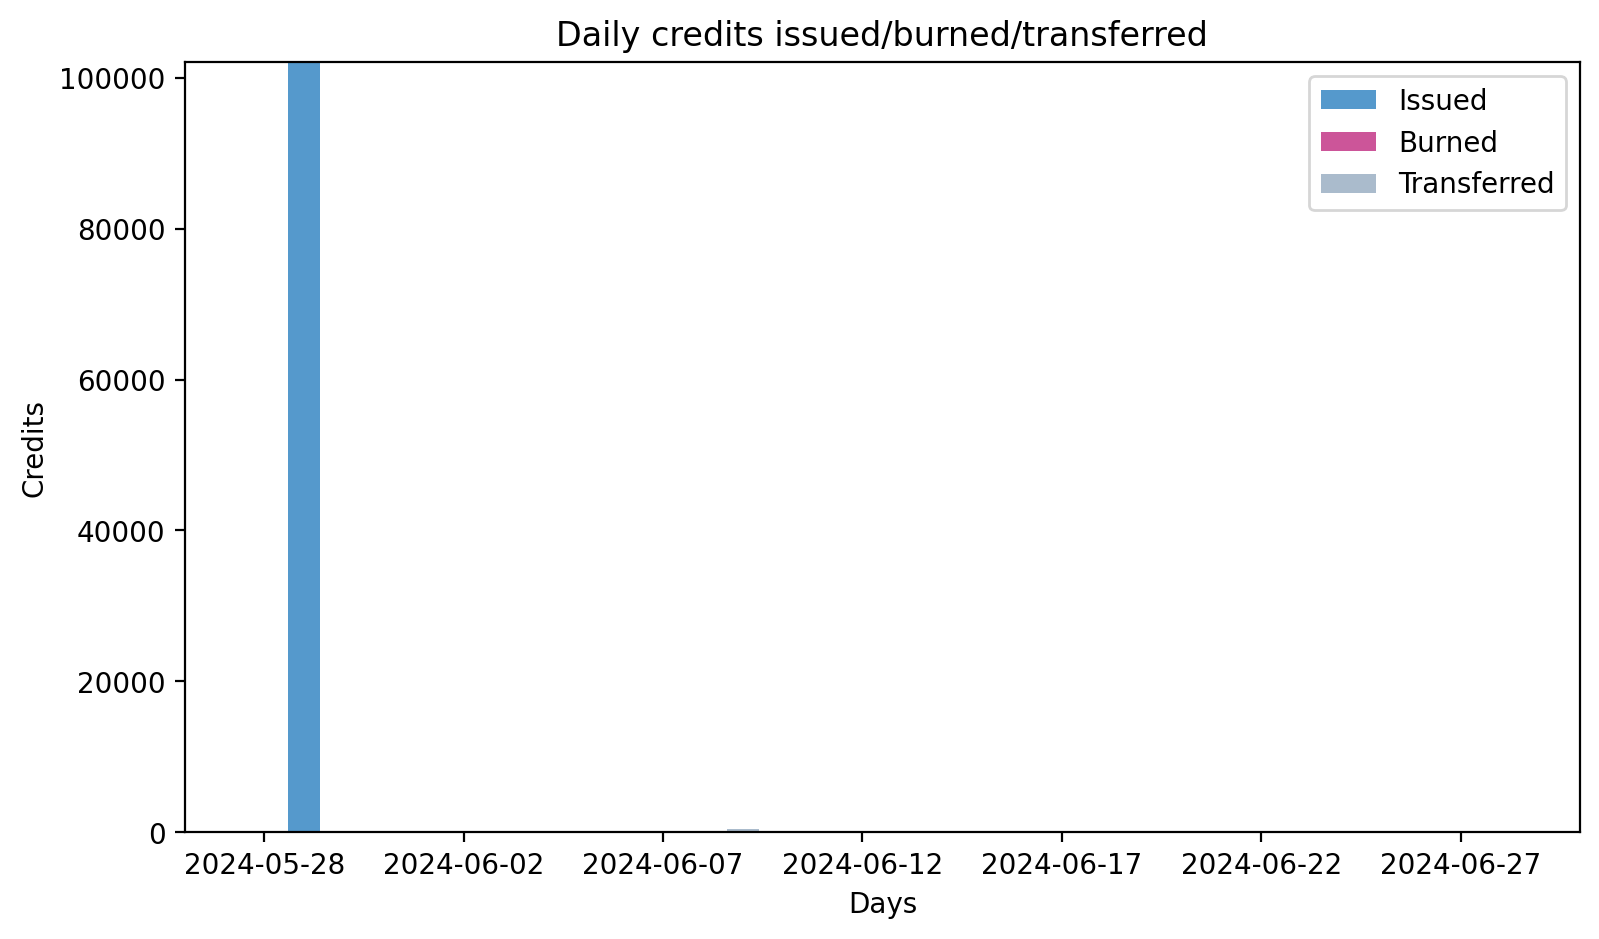 Daily credits issued/burned/transferred
100000
80000
60000
40000
20000
0
Credits
Issued
Burned
Transferred
2024-05-28 2024-06-02 2024-06-07 2024-06-12 2024-06-17 2024-06-22 2024-06-27
Days